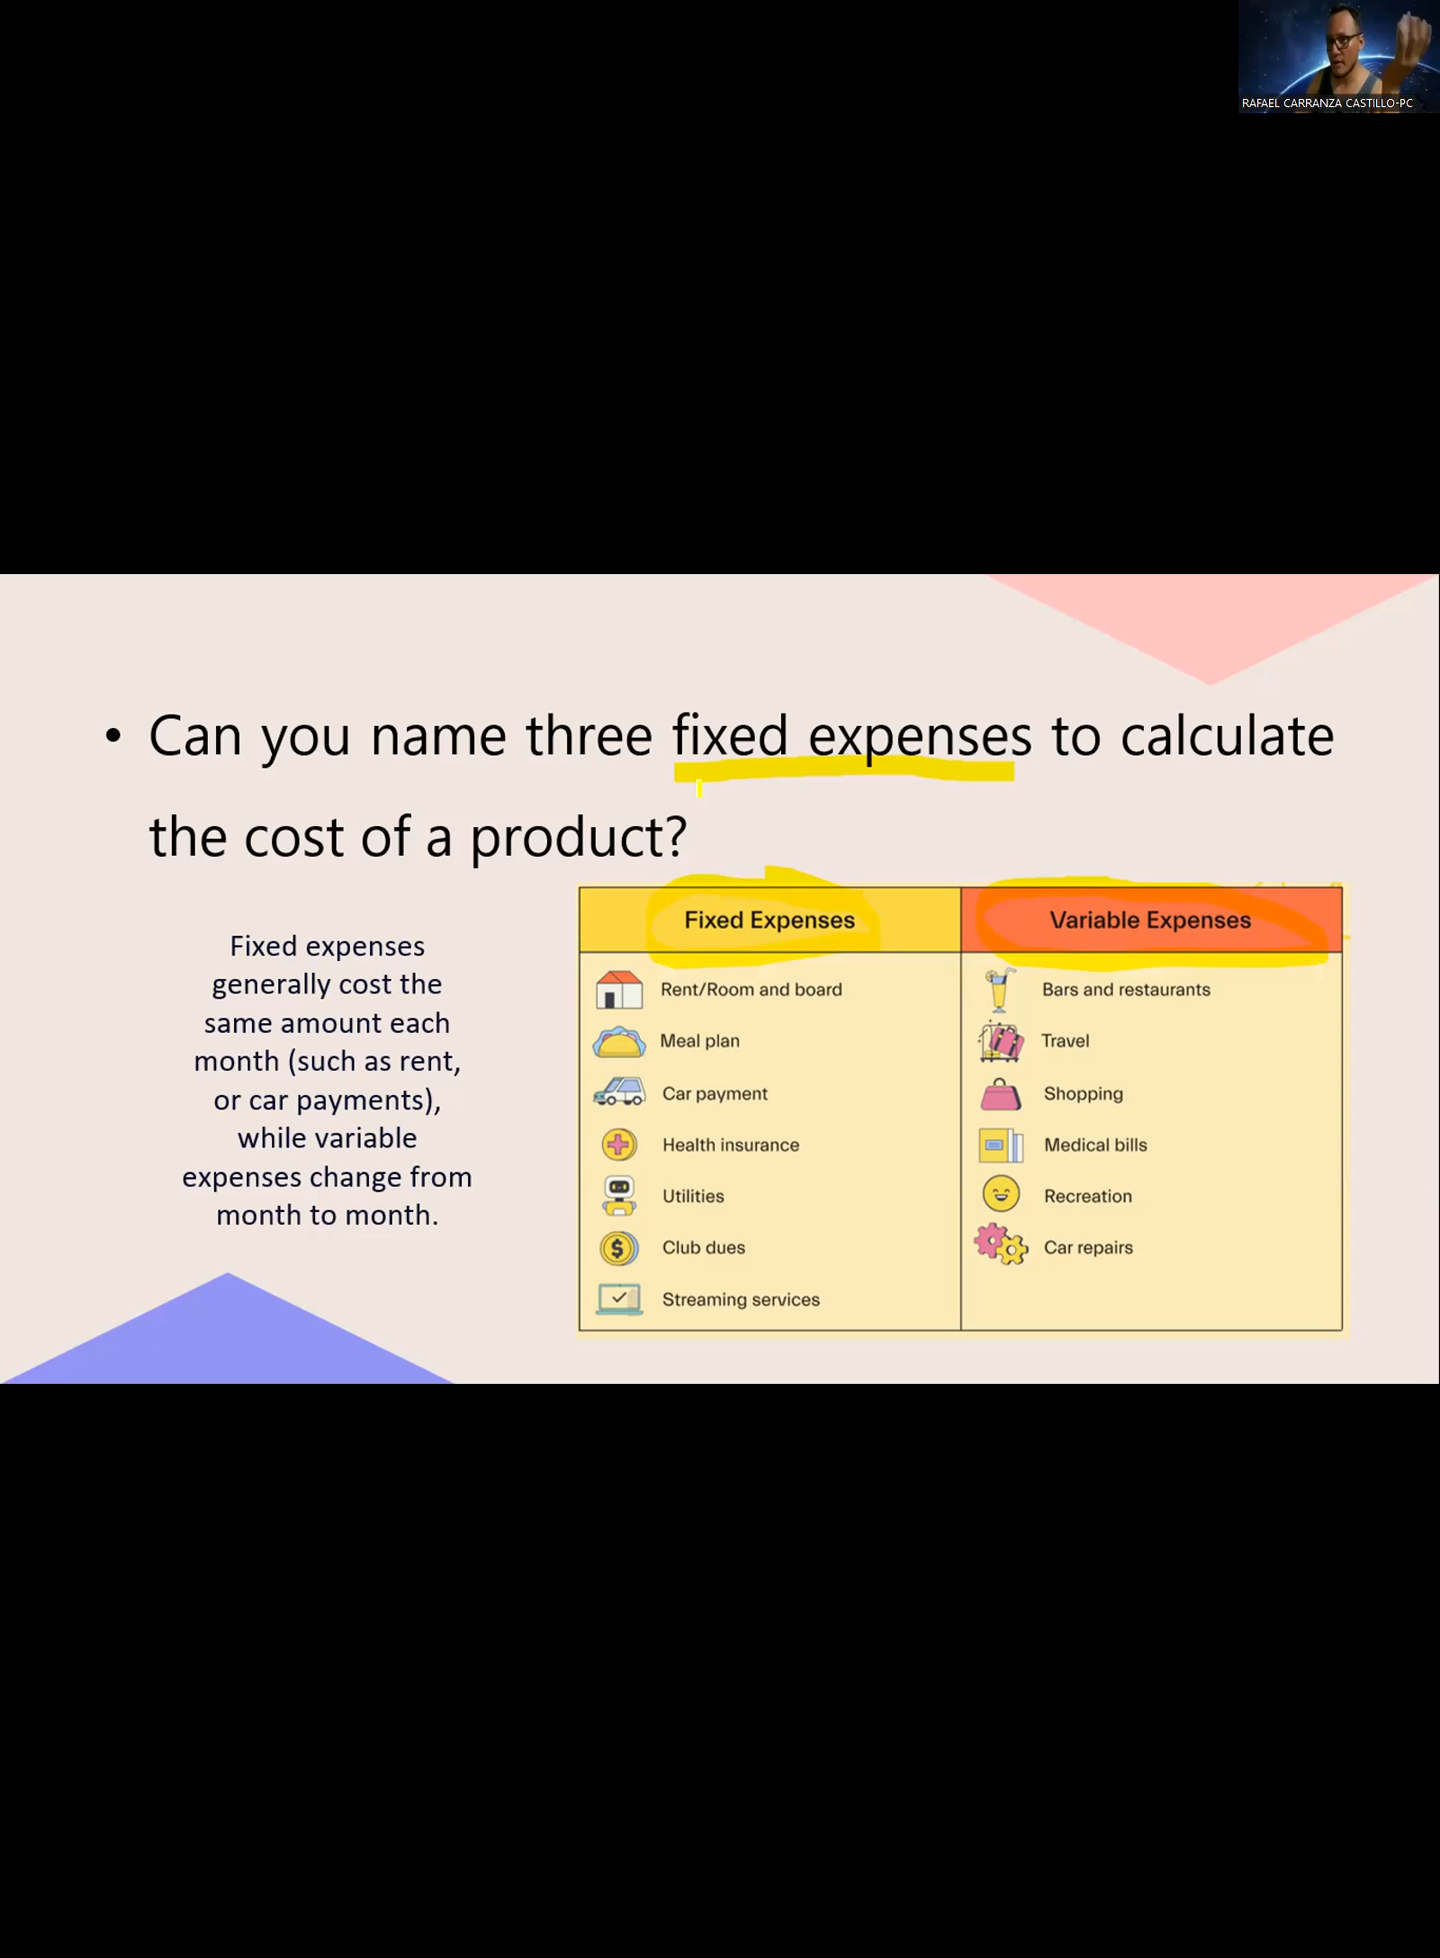 RAFAEL CARRANZA CASTILLO-PC
• Can you name three fixed expenses to calculate
the cost of a product?
Fixed expenses
generally cost the
same amount each
month (such as rent,
or car payments),
while variable
expenses change from
month to month.
Fixed Expenses
Rent/Room and board
Meal plan
Car payment
Health insurance
Utilities
Club dues
Streaming services
Variable Expenses
Bars and restaurants
Travel
Shopping
Medical bills
Recreation
Car repairs